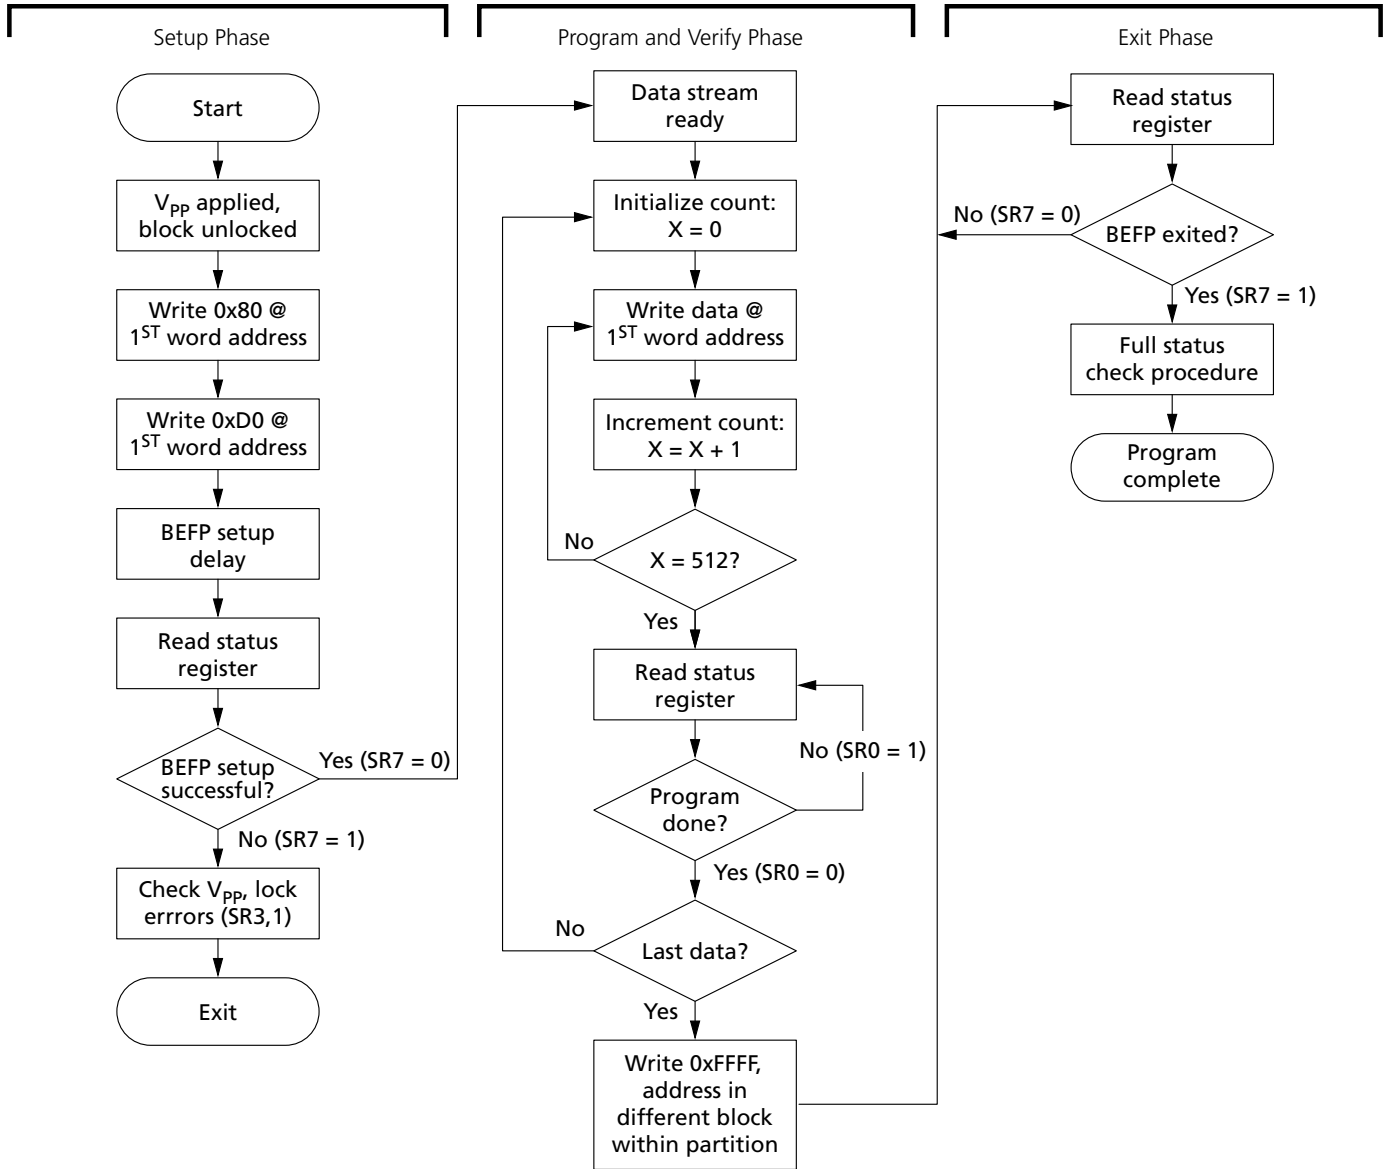 Setup Phase
Start
VPP applied,
block unlocked
Write 0x80 @
1ST word address
Write 0xD0 @
1ST word address
BEFP setup
delay
Read status
register
BEFP setup
successful?
Yes (SR7 = 0)
No (SR7 = 1)
Check VPP, lock
errrors (SR3,1)
Exit
Program and Verify Phase
Data stream
ready
Initialize count:
X = 0
Write data @
1ST word address
Increment count:
X = X + 1
X = 512?
No
Yes
Read status
register
No (SR0 = 1)
Program
done?
Yes (SR0 = 0)
Last data?
No
Yes
Write 0xFFFF,
address in
different block
within partition
Exit Phase
Read status
register
No (SR7 = 0)
BEFP exited?
Yes (SR7 = 1)
Full status
check procedure
Program
complete